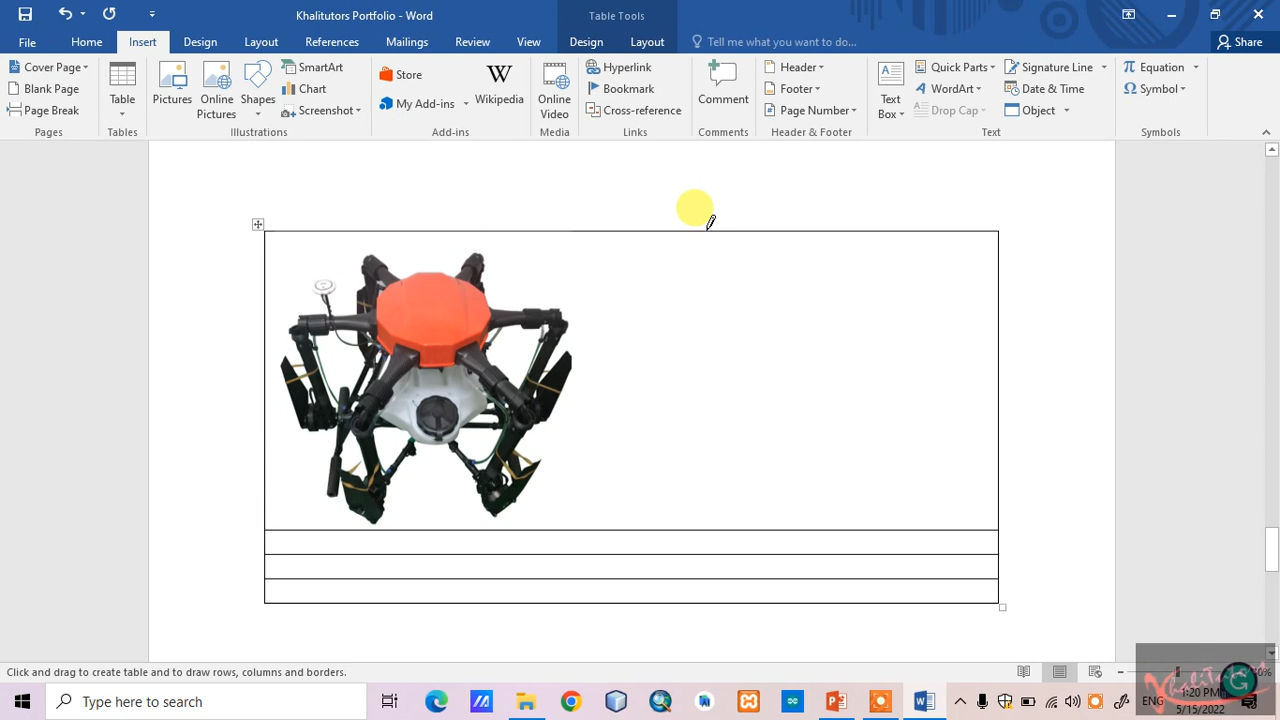 Khalitutors Portfolio - Word
Table Tools
File
Home
Insert
Design
Layout
References
Mailings
Review
View
Design
Layout
Tell me what you want to do...
Share
Cover Page
Blank Page
Page Break
Pages
Table
Tables
Pictures
Online Pictures
Shapes
SmartArt
Chart
Screenshot
Illustrations
Store
My Add-ins
W
Wikipedia
Add-ins
Online Video
Media
Hyperlink
Bookmark
Cross-reference
Links
Comment
Comments
Header
Footer
Page Number
Header & Footer
Text Box
Quick Parts
WordArt
Drop Cap
Signature Line
Date & Time
Object
Text
Equation
Symbol
Symbols
Click and drag to create table and to draw rows, columns and borders.
Type here to search
ENG
1:20 PM
5/15/2022